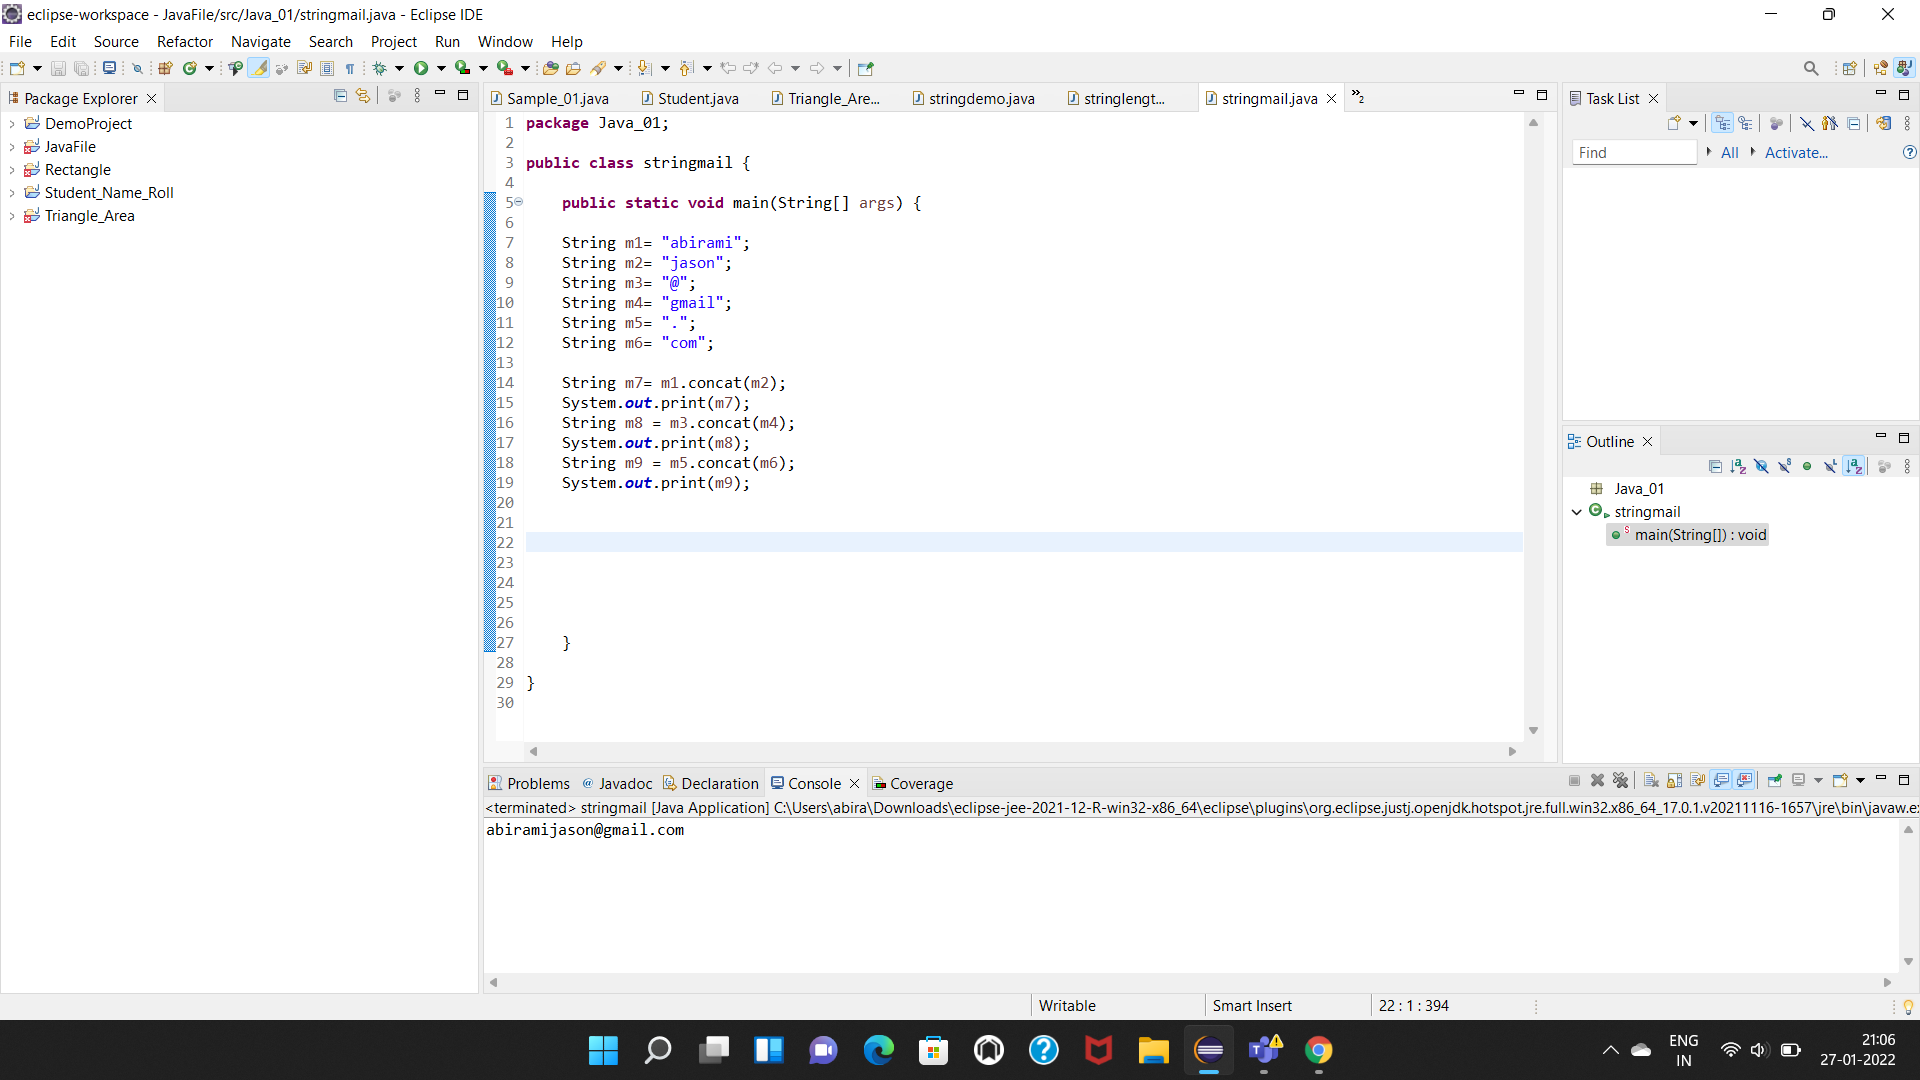 eclipse-workspace - JavaFile/src/Java_01/stringmail.java - Eclipse IDE
File Edit Source Refactor Navigate Search Project Run Window Help
Package Explorer
DemoProject
JavaFile
Rectangle
Student_Name_Roll
Triangle_Area
Sample_01.java Student.java Triangle_Are... stringdemo.java stringlengt... stringmail.java »2
1 package Java_01;
2
3 public class stringmail {
4
5 public static void main(String[] args) {
6
7 String m1= "abirami";
8 String m2= "jason";
9 String m3= "@";
10 String m4= "gmail";
11 String m5= ".";
12 String m6= "com";
13
14 String m7= m1.concat(m2);
15 System.out.print(m7);
16 String m8 = m3.concat(m4);
17 System.out.print(m8);
18 String m9 = m5.concat(m6);
19 System.out.print(m9);
20
21
22
23
24
25
26
27 }
28
29 }
30
Task List
Find All Activate...
Outline
Java_01
stringmail
main(String[]) : void
Problems Javadoc Declaration Console Coverage
<terminated> stringmail [Java Application] C:\Users\abira\Downloads\eclipse-jee-2021-12-R-win32-x86_64\eclipse\plugins\org.eclipse.justj.openjdk.hotspot.jre.full.win32.x86_64_17.0.1.v20211116-1657\jre\bin\javaw.e
abiramijason@gmail.com
Writable Smart Insert 22 : 1 : 394
ENG
IN
21:06
27-01-2022